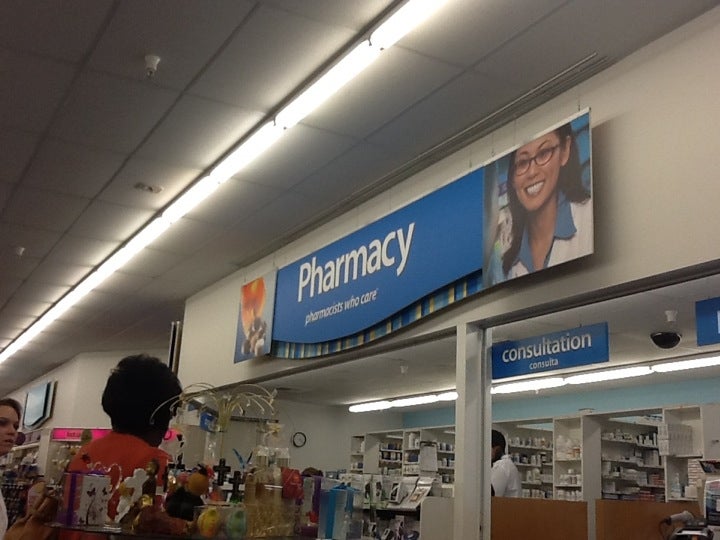 Pharmacy
pharmacists who care
consultation
consulta